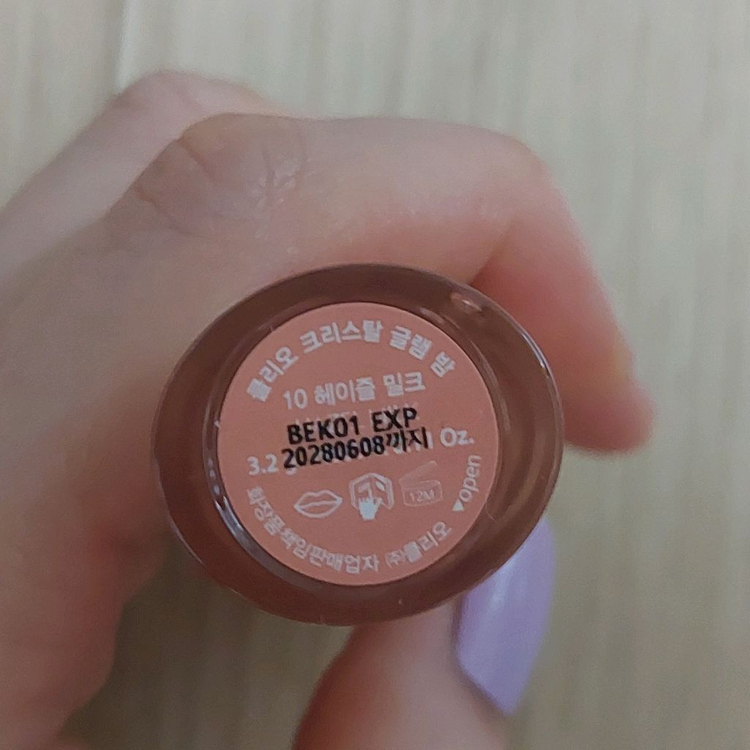 클리오 크리스탈 글램 밤
10 헤이즐 밀크
BEK01 EXP
20280608까지
3.2 Oz.
12M
▼open
화장품책임판매업자 ㈜클리오